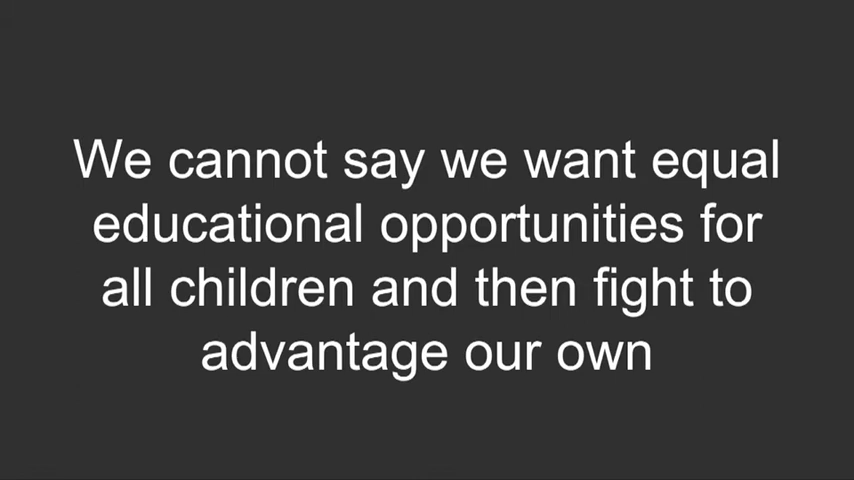 We cannot say we want equal
educational opportunities for
all children and then fight to
advantage our own